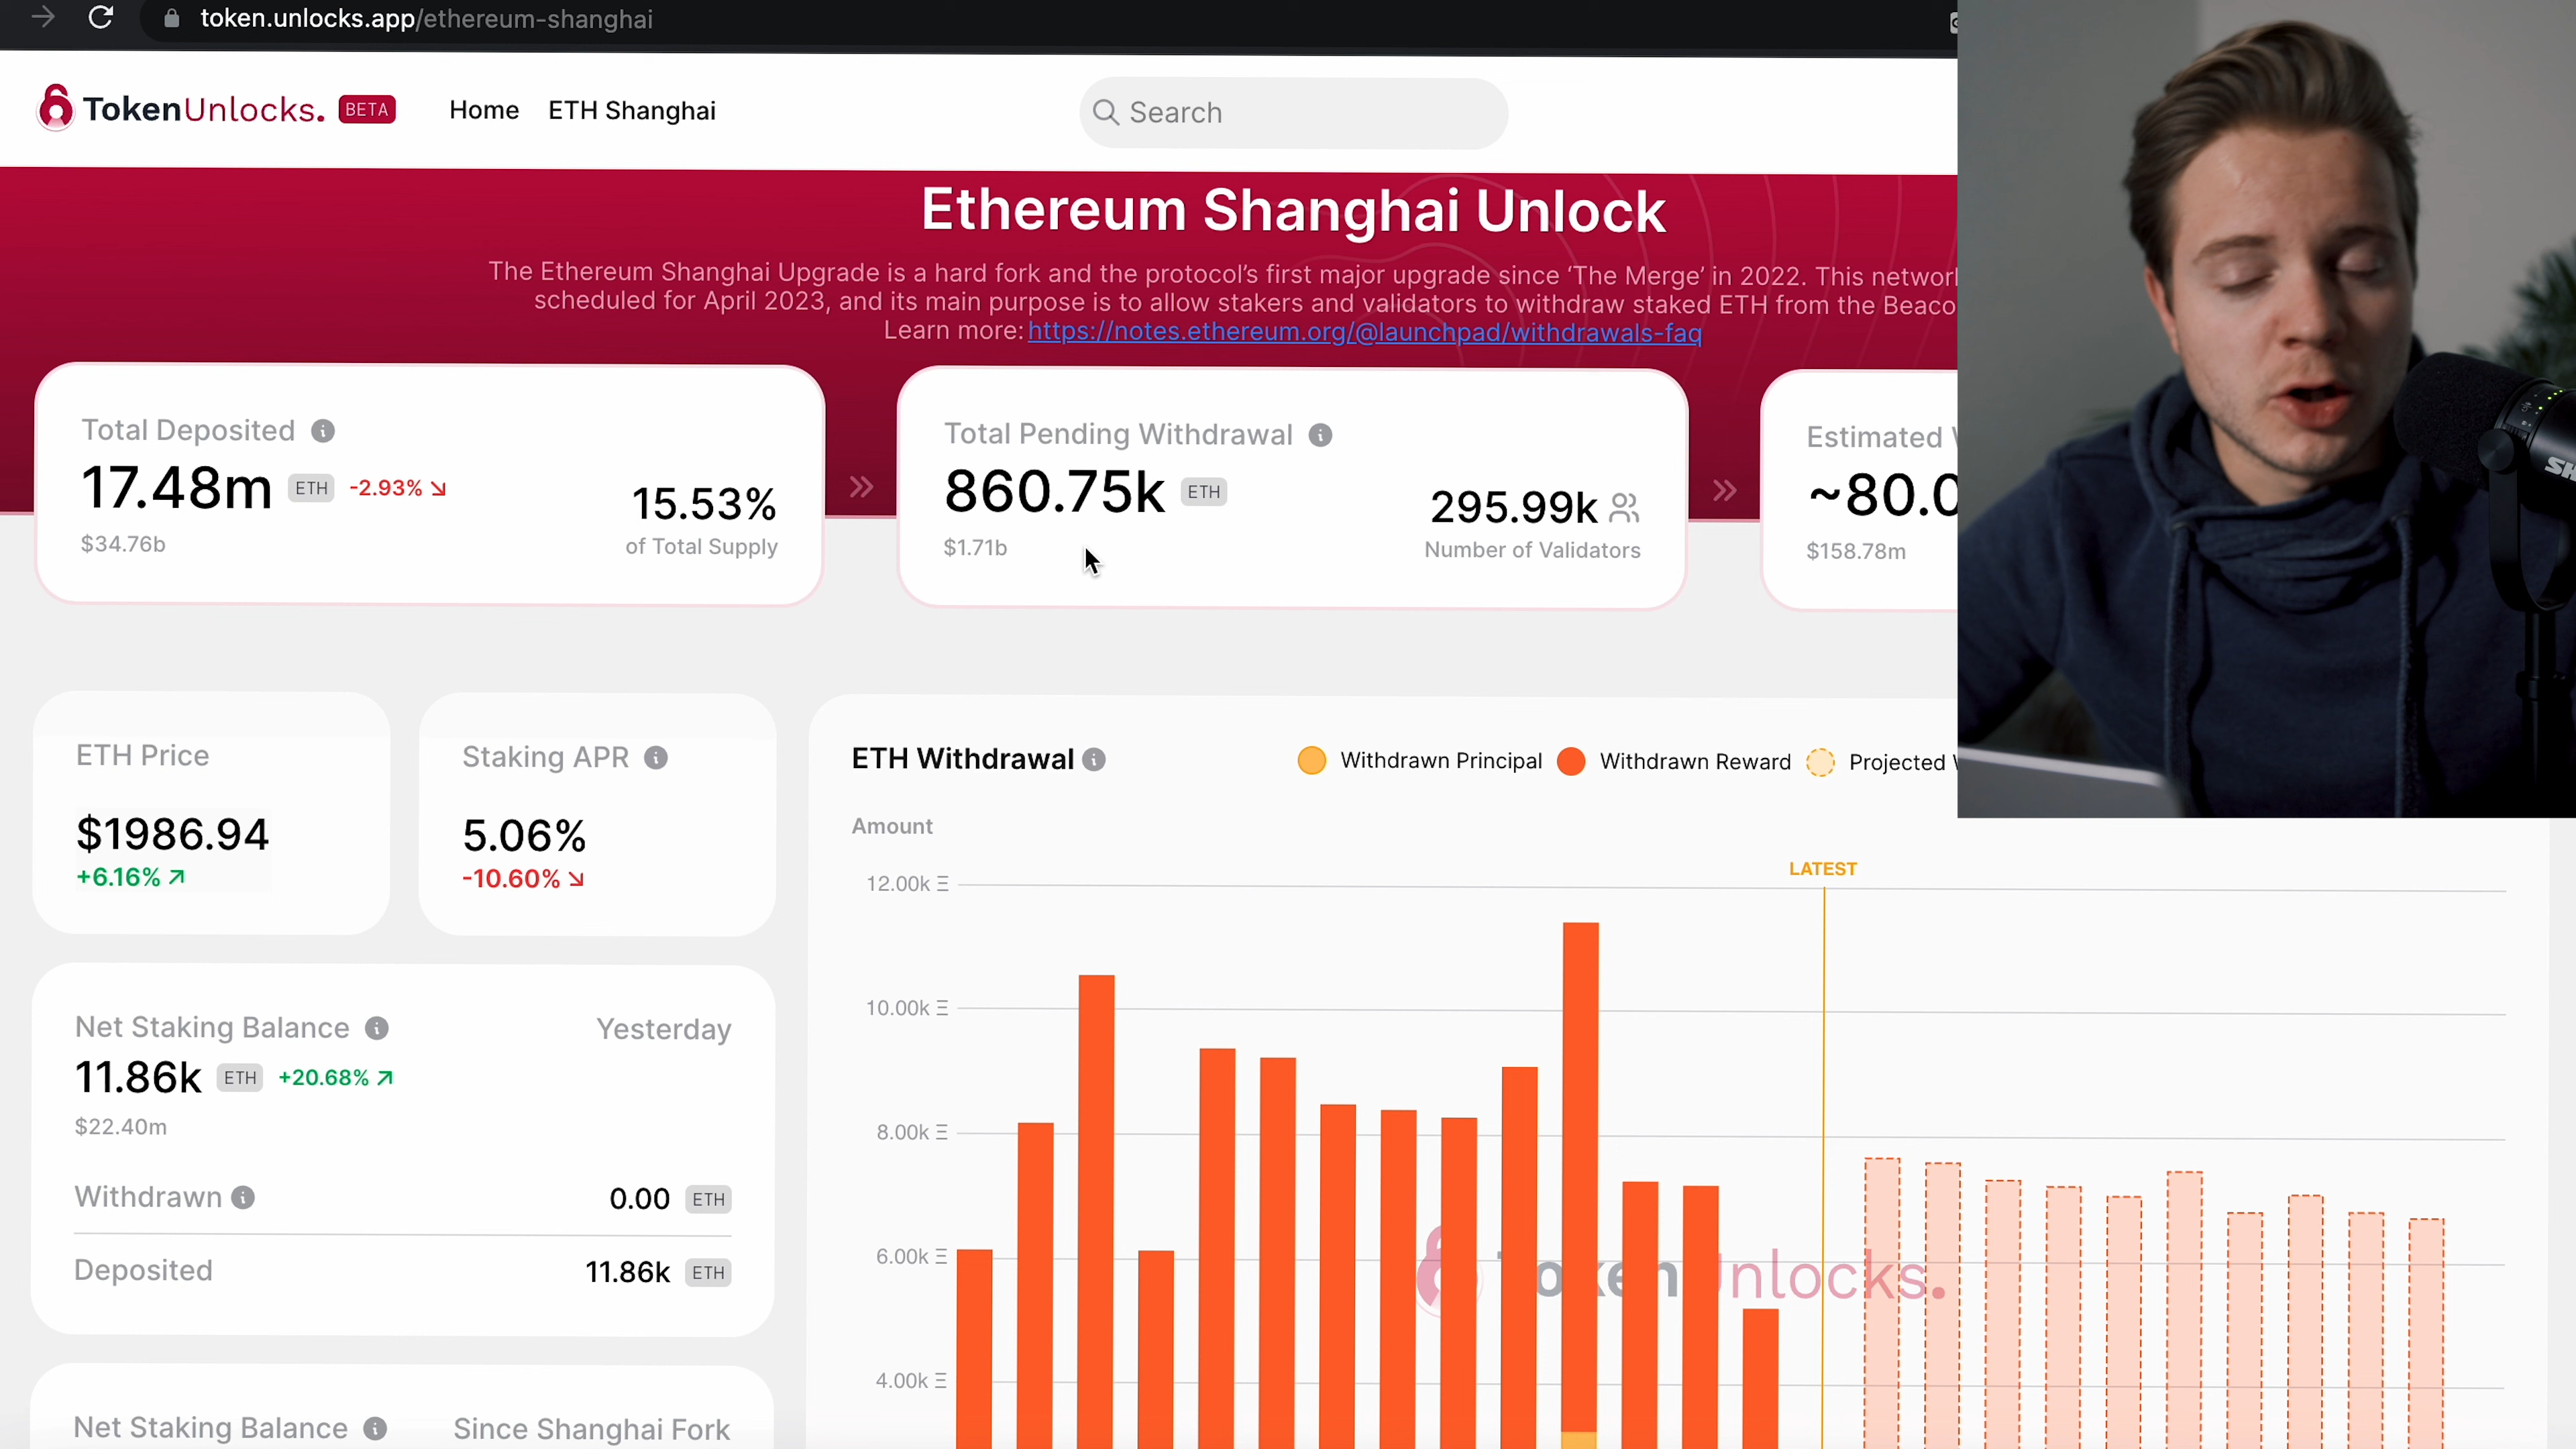 token.unlocks.app/ethereum-shanghai
TokenUnlocks. BETA
Home
ETH Shanghai
Search
Ethereum Shanghai Unlock
The Ethereum Shanghai Upgrade is a hard fork and the protocol's first major upgrade since 'The Merge' in 2022. This
scheduled for April 2023, and its main purpose is to allow stakers and validators to withdraw staked ETH from the
Learn more: https://notes.ethereum.org/@launchpad/withdrawals-faq
Total Deposited
17.48m ETH -2.93%
$34.76b
15.53%
of Total Supply
Total Pending Withdrawal
860.75k ETH
$1.71b
295.99k
Number of Validators
Estimated
~80.0
$158.78m
ETH Price
$1986.94
+6.16%
Staking APR
5.06%
-10.60%
Net Staking Balance
Yesterday
11.86k ETH +20.68%
$22.40m
Withdrawn
0.00 ETH
Deposited
11.86k ETH
Net Staking Balance
Since Shanghai Fork
ETH Withdrawal
Withdrawn Principal
Withdrawn Reward
Projected
Amount
LATEST
12.00k Ξ
10.00k Ξ
8.00k Ξ
6.00k Ξ
4.00k Ξ